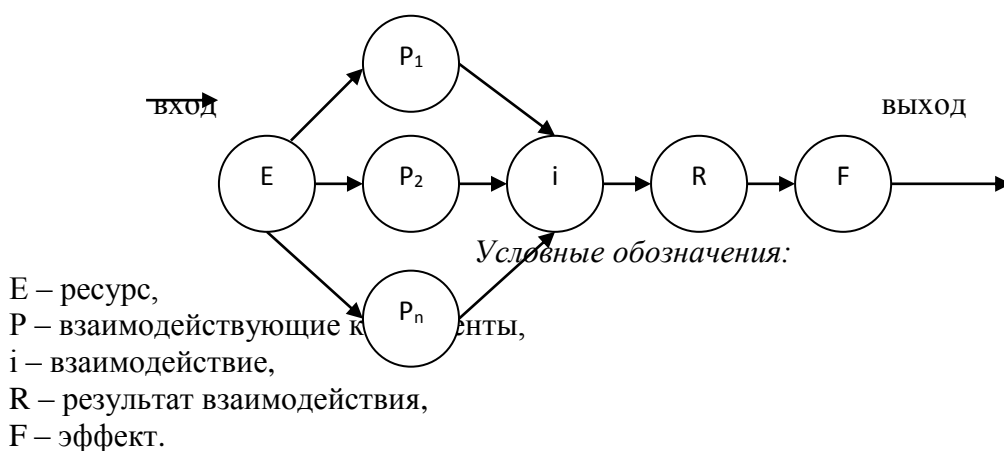 P₁
вход
выход
E
P₂
i
R
F
Условные обозначения:
E – ресурс,
Pₙ
P – взаимодействующие
i – взаимодействие,
R – результат взаимодействия,
F – эффект.